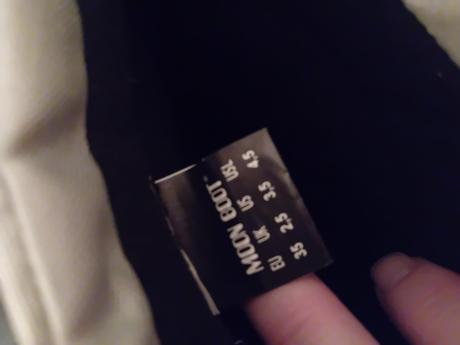 MOON BOOT
EU UK US USL
35 2,5 3,5 4,5